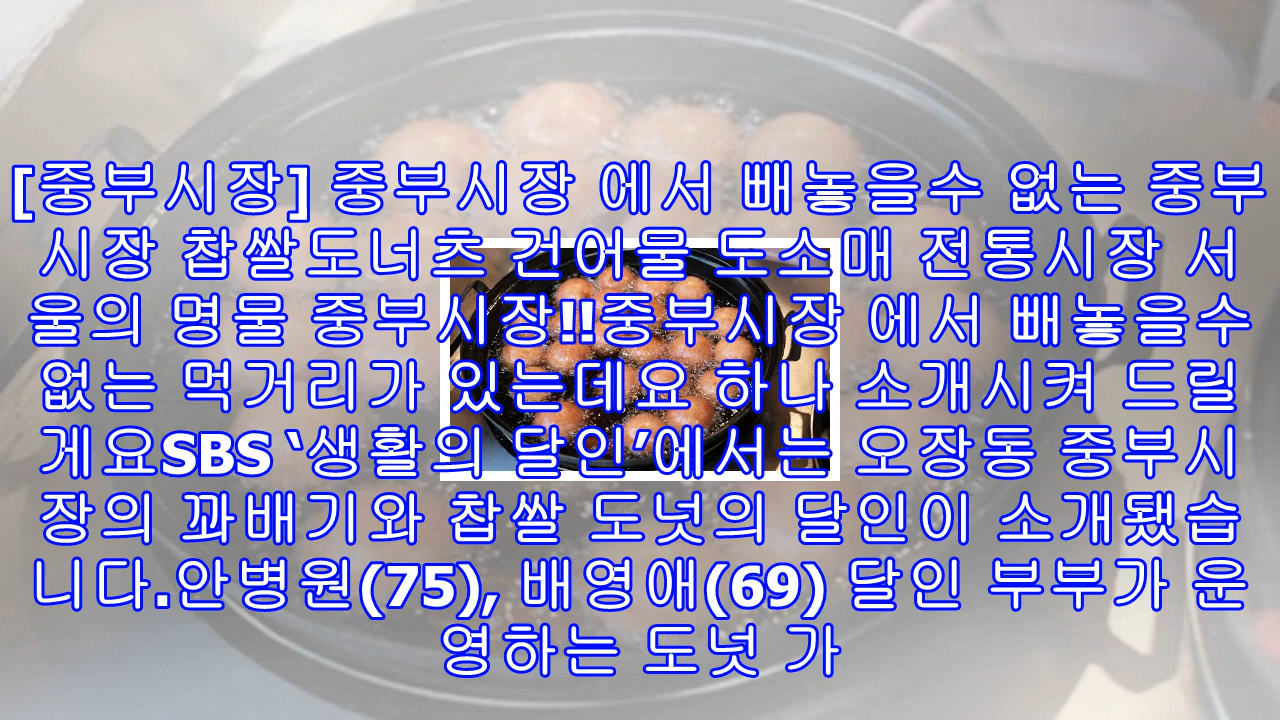 [중부시장] 중부시장 에서 빼놓을수 없는 중부
시장 찹쌀도너츠 건어물 도소매 전통시장 서
울의 명물 중부시장!!중부시장 에서 빼놓을수
없는 먹거리가 있는데요 하나 소개시켜 드릴
게요SBS ‘생활의 달인’에서는 오장동 중부시
장의 꽈배기와 찹쌀 도넛의 달인이 소개됐습
니다.안병원(75), 배영애(69) 달인 부부가 운
영하는 도넛 가